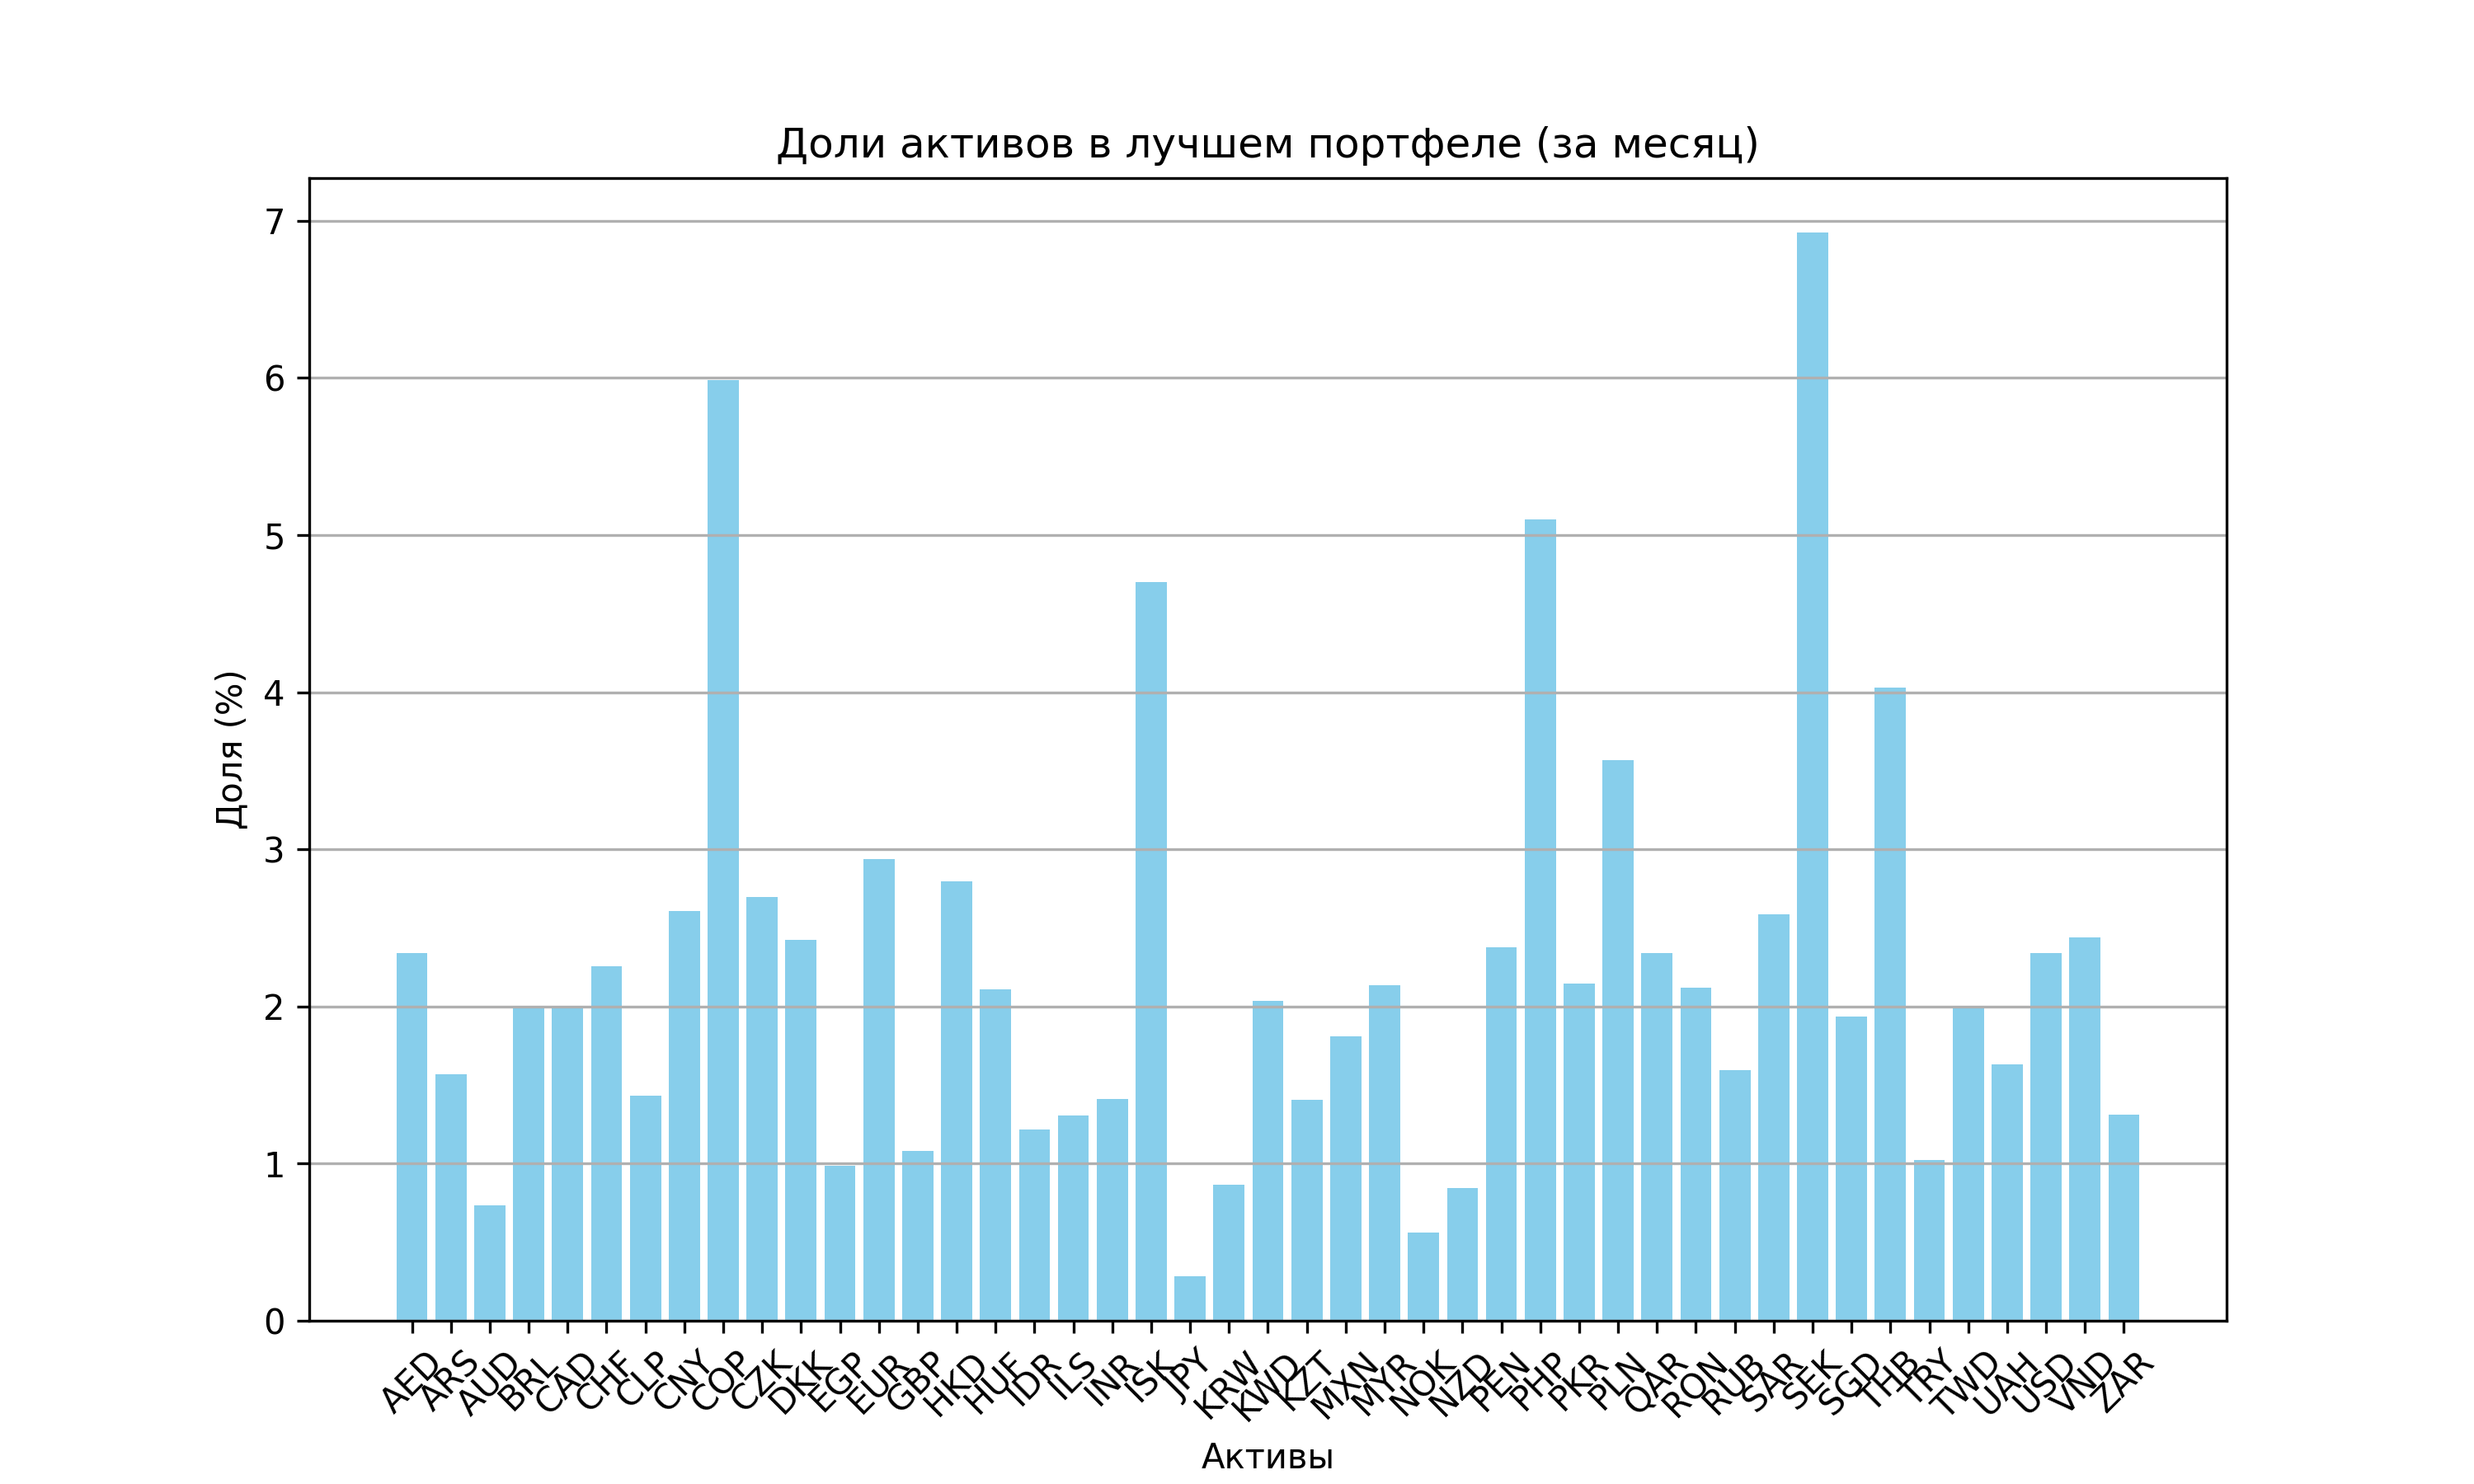 Доли активов в лучшем портфеле (за месяц)
7
6
5
4
3
2
1
0
Доля (%)
AED
ARS
AUD
BRL
CAD
CHF
CLP
CNY
COP
CZK
DKK
EGP
EUR
GBP
HKD
HUF
IDR
ILS
INR
ISK
JPY
KRW
KWD
KZT
MXN
MYR
NOK
NZD
PEN
PHP
PKR
PLN
QAR
RON
RUB
SAR
SEK
SGD
THB
TRY
TWD
UAH
USD
VND
ZAR
Активы